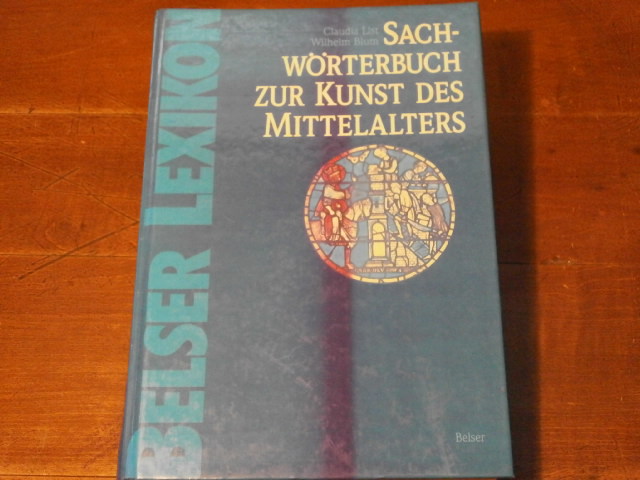 Claudia List
Wilhelm Blum
SACH-
WÖRTERBUCH
ZUR KUNST DES
MITTELALTERS
BELSER LEXIKON
Belser